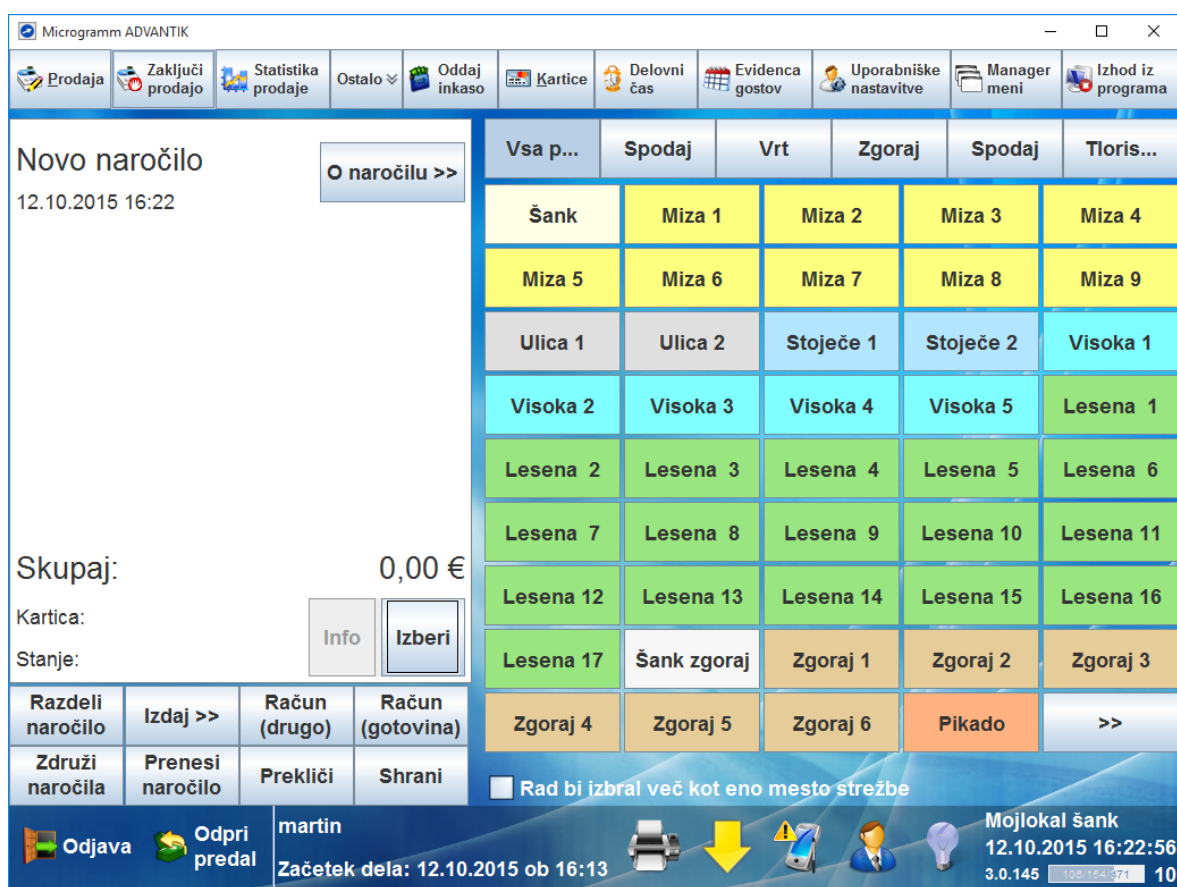 Microgramm ADVANTIK
Prodaja
Zaključi
prodajo
Statistika
prodaje
Ostalo
Oddaj
inkaso
Kartice
Delovni
čas
Evidenca
gostov
Uporabniške
nastavitve
Manager
meni
Izhod iz
programa
Novo naročilo
O naročilu >>
12.10.2015 16:22
Vsa p... Spodaj Vrt Zgoraj Spodaj Tloris...
Šank Miza 1 Miza 2 Miza 3 Miza 4
Miza 5 Miza 6 Miza 7 Miza 8 Miza 9
Ulica 1 Ulica 2 Stoječe 1 Stoječe 2 Visoka 1
Visoka 2 Visoka 3 Visoka 4 Visoka 5 Lesena 1
Lesena 2 Lesena 3 Lesena 4 Lesena 5 Lesena 6
Lesena 7 Lesena 8 Lesena 9 Lesena 10 Lesena 11
Lesena 12 Lesena 13 Lesena 14 Lesena 15 Lesena 16
Lesena 17 Šank zgoraj Zgoraj 1 Zgoraj 2 Zgoraj 3
Zgoraj 4 Zgoraj 5 Zgoraj 6 Pikado >>
Rad bi izbral več kot eno mesto strežbe
Skupaj: 0,00 €
Kartica:
Stanje:
Info
Izberi
Razdeli
naročilo
Izdaj >>
Račun
(drugo)
Račun
(gotovina)
Združi
naročila
Prenesi
naročilo
Prekliči
Shrani
Odjava
Odpri
predal
martin
Začetek dela: 12.10.2015 ob 16:13
Mojlokal šank
12.10.2015 16:22:56
3.0.145 106/164/371 10